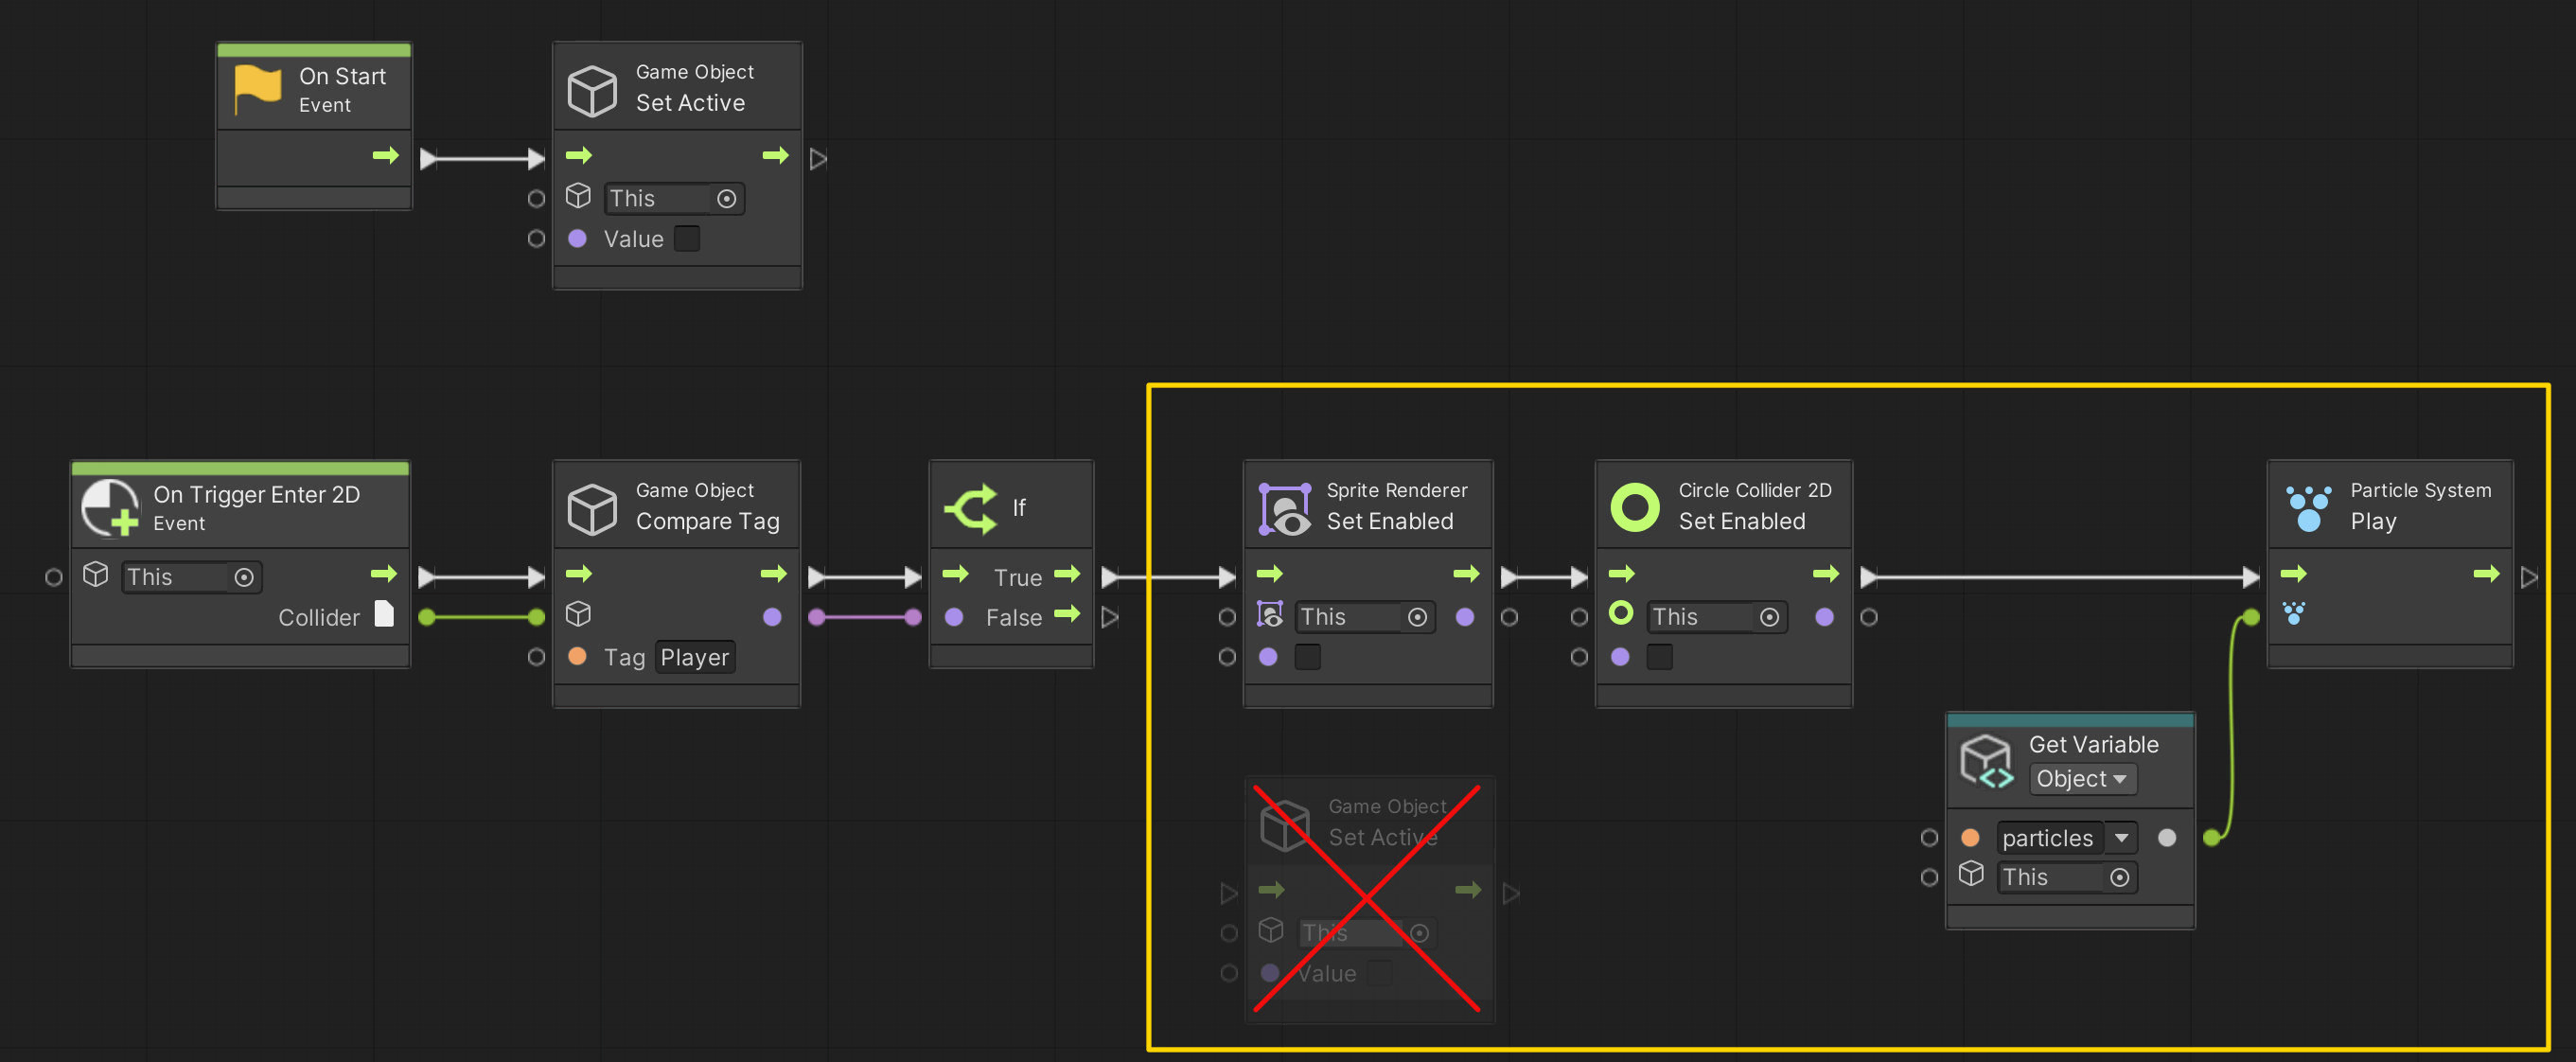 On Start
Event
Game Object
Set Active
This
Value
On Trigger Enter 2D
Event
This
Collider
Game Object
Compare Tag
Tag Player
If
True
False
Sprite Renderer
Set Enabled
This
Circle Collider 2D
Set Enabled
This
Particle System
Play
Game Object
Set Active
This
Value
Get Variable
Object
particles
This